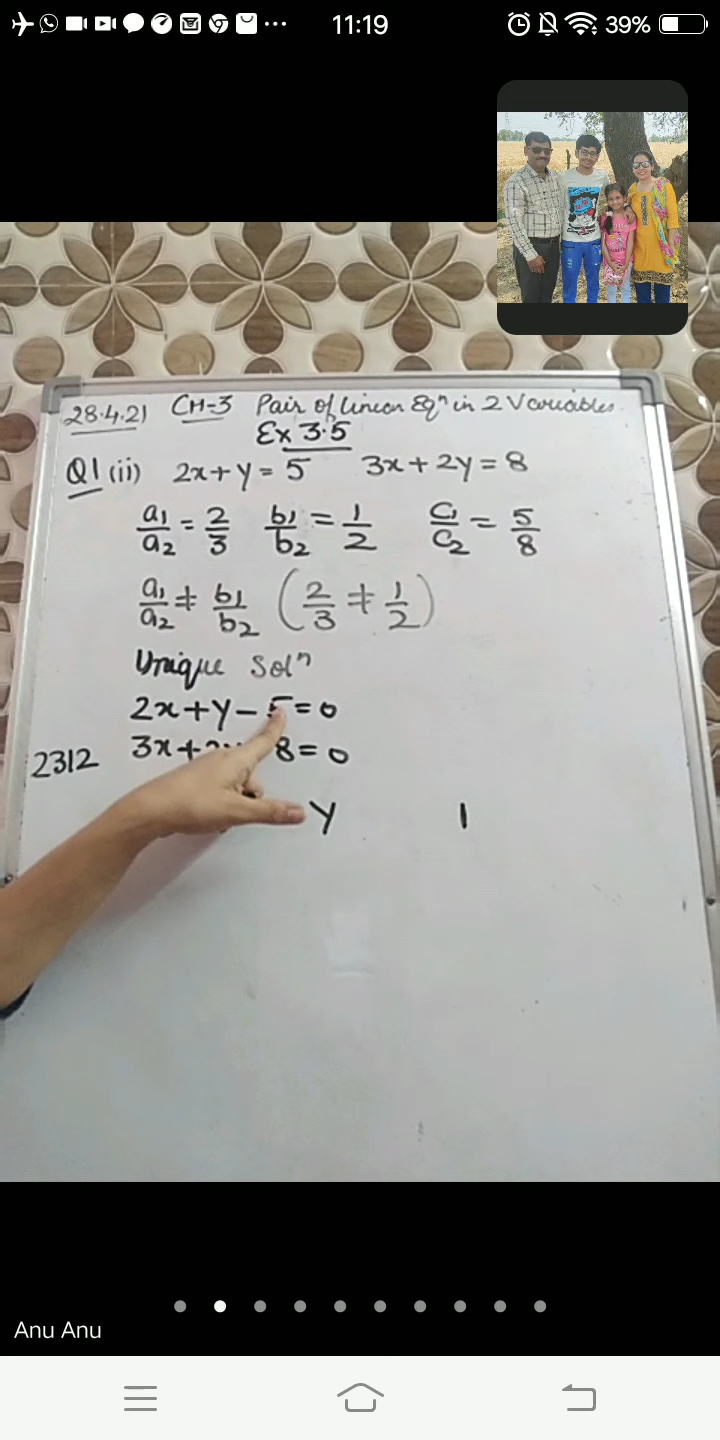 11:19
39%
28.4.21 CH-3 Pair of linear Eqⁿ in 2 Variables.
Ex 3.5
Q1 (ii) 2x + y = 5 3x + 2y = 8
a₁/a₂ = 2/3 b₁/b₂ = 1/2 c₁/c₂ = 5/8
a₁/a₂ ≠ b₁/b₂ (2/3 ≠ 1/2)
Unique Solⁿ
2x + y - 5 = 0
2312 3x + 8 = 0
y 1
Anu Anu